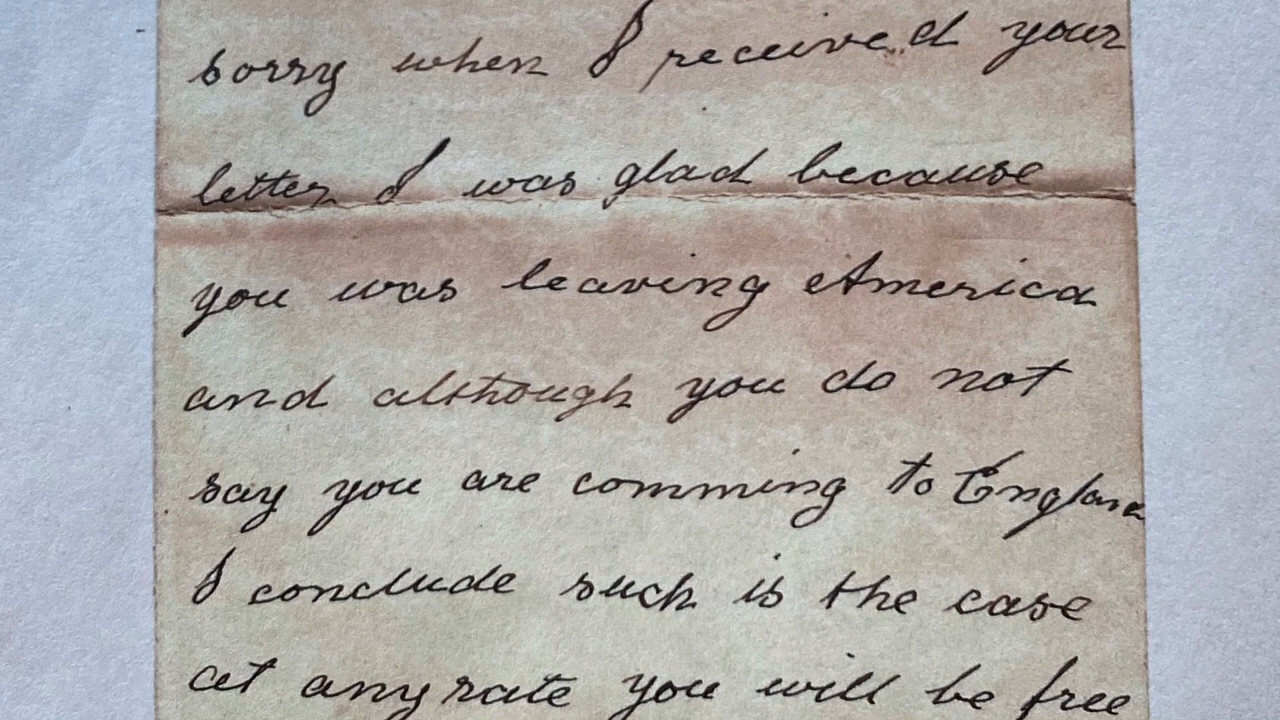 sorry when I received your
letter I was glad because
you was leaving America
and although you do not
say you are comming to England
I conclude such is the case
at any rate you will be free